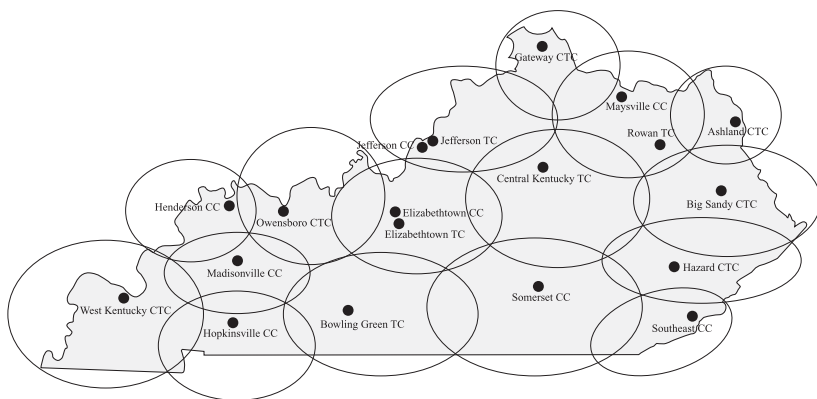 Gateway CTC
Maysville CC
Ashland CTC
Rowan TC
Jefferson CC
Jefferson TC
Central Kentucky TC
Big Sandy CTC
Henderson CC
Owensboro CTC
Elizabethtown CC
Elizabethtown TC
Madisonville CC
Hazard CTC
Somerset CC
West Kentucky CTC
Hopkinsville CC
Bowling Green TC
Southeast CC